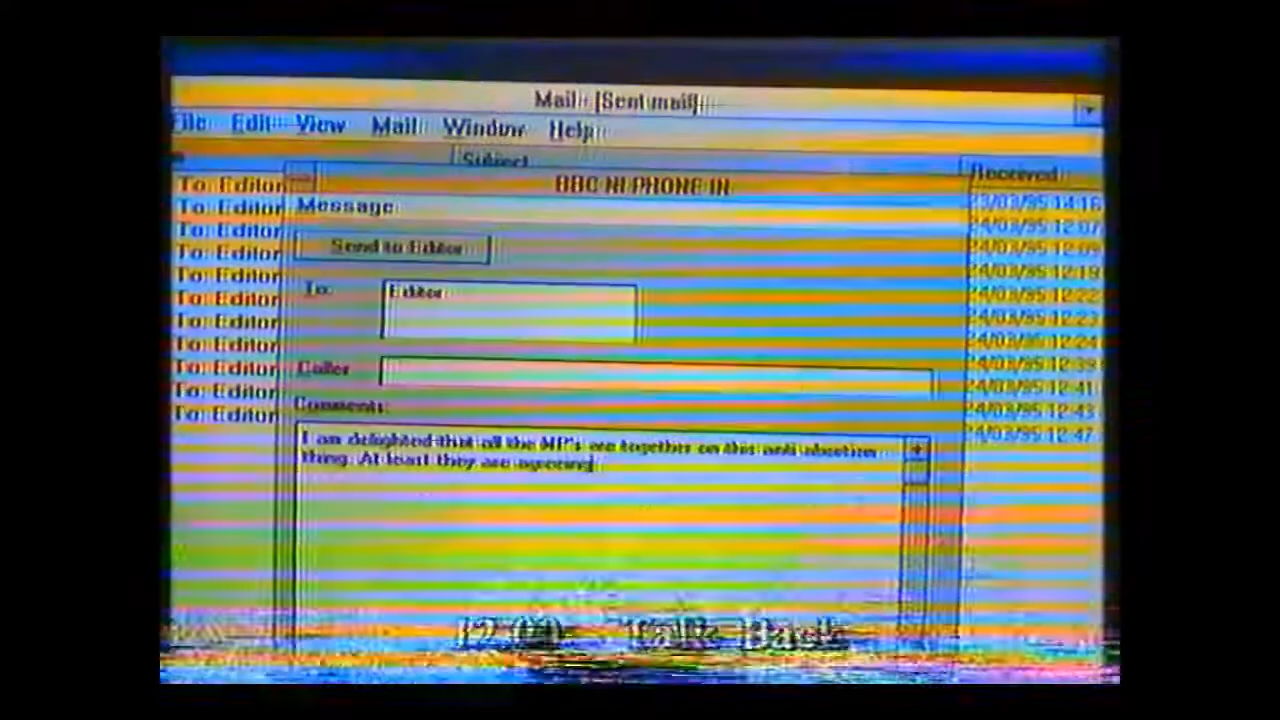 Mail - [Sent mail]
File Edit View Mail Window Help
Subject
Received
BBC NI PHONE IN
Message
Send to Editor
To: Editor
To: Editor
To: Editor
To: Editor
To: Editor
To: Editor
To: Editor
To: Editor
To: Editor
To: Editor
To: Editor
23/03/95 14:16
24/03/95 12:07
24/03/95 12:09
24/03/95 12:19
24/03/95 12:22
24/03/95 12:23
24/03/95 12:24
24/03/95 12:39
24/03/95 12:41
24/03/95 12:43
24/03/95 12:47
To: Editor
Caller
Comments:
I am delighted that all the MP's are together on this anti abortion
thing. At least they are agreeing
12.00 Talk Back